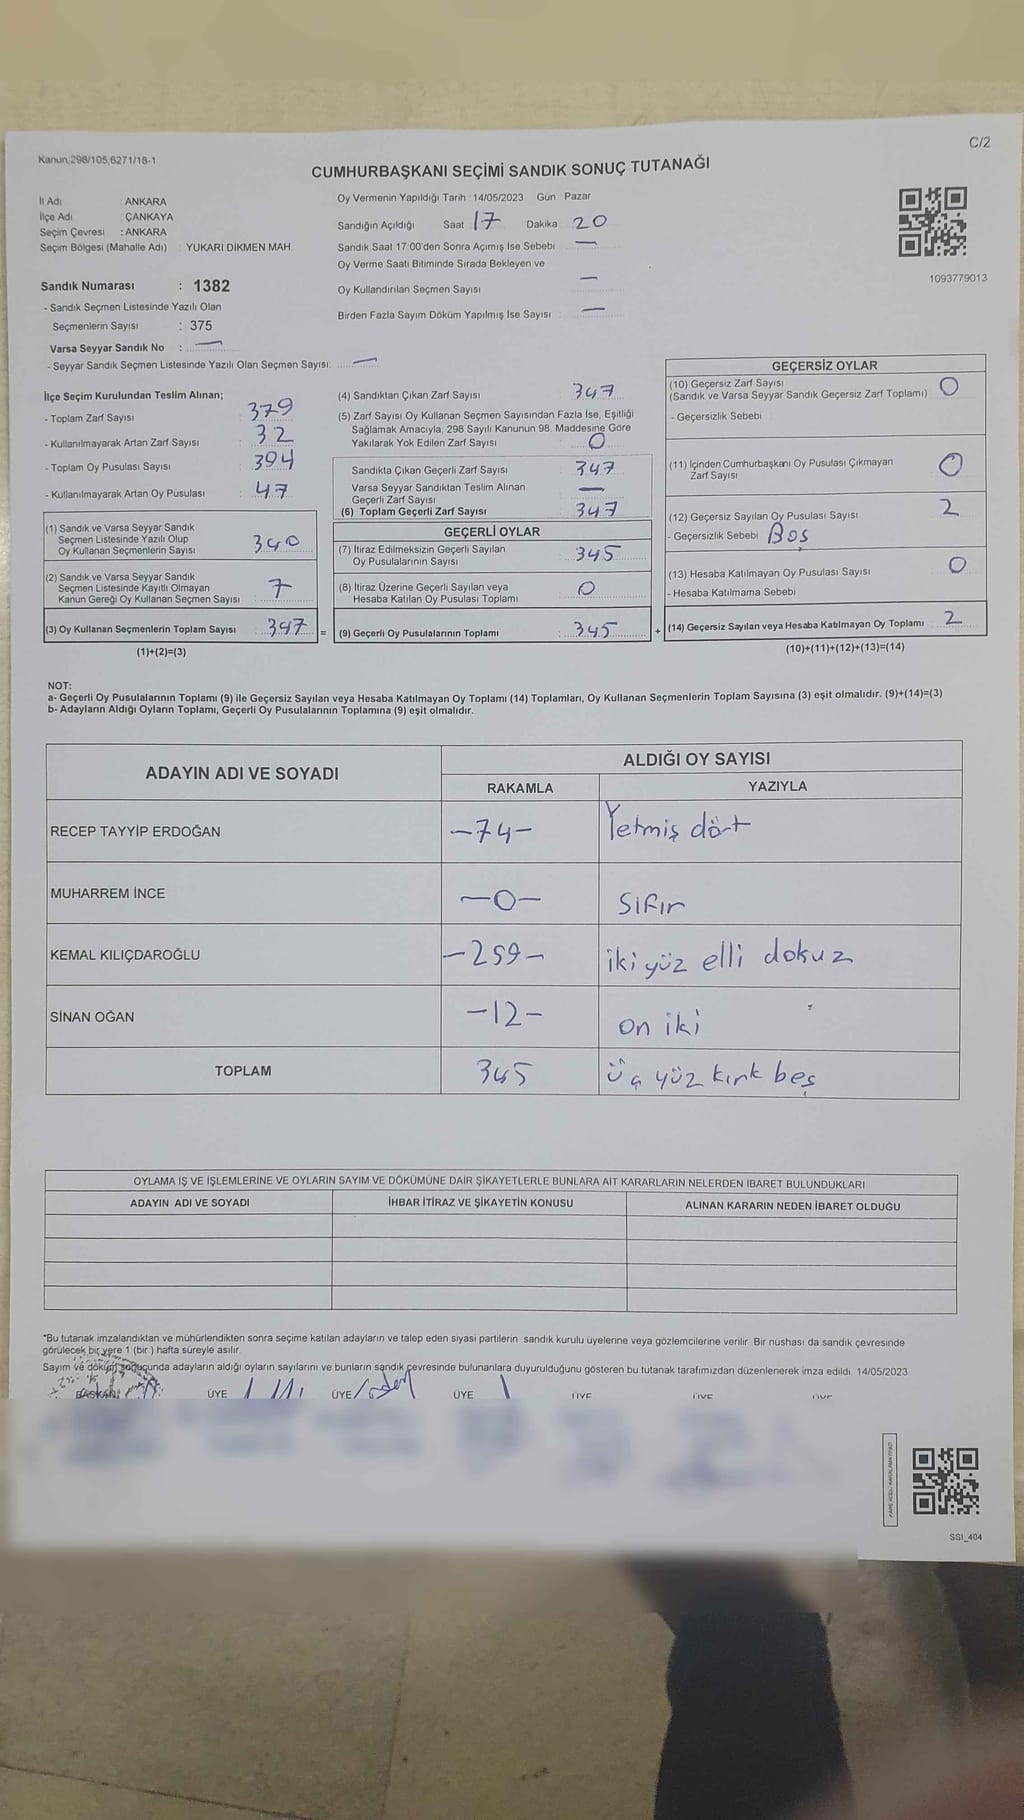 Kanun.298/105,6271/18-1
C/2
CUMHURBAŞKANI SEÇİMİ SANDIK SONUÇ TUTANAĞI
İl Adı : ANKARA
İlçe Adı : ÇANKAYA
Seçim Çevresi : ANKARA
Seçim Bölgesi (Mahalle Adı) : YUKARI DİKMEN MAH.
Sandık Numarası : 1382
- Sandık Seçmen Listesinde Yazılı Olan
Seçmenlerin Sayısı : 375
Varsa Seyyar Sandık No : —
- Seyyar Sandık Seçmen Listesinde Yazılı Olan Seçmen Sayısı: —
Oy Vermenin Yapıldığı Tarih : 14/05/2023 Gün Pazar
Sandığın Açıldığı Saat 17 Dakika 20
Sandık Saat 17:00'den Sonra Açımış İse Sebebi —
Oy Verme Saati Bitiminde Sırada Bekleyen ve
Oy Kullandırılan Seçmen Sayısı —
Birden Fazla Sayım Döküm Yapılmış İse Sayısı —
1093779013
İlçe Seçim Kurulundan Teslim Alınan;
- Toplam Zarf Sayısı : 379
- Kullanılmayarak Artan Zarf Sayısı : 32
- Toplam Oy Pusulası Sayısı : 394
- Kullanılmayarak Artan Oy Pusulası : 47
(1) Sandık ve Varsa Seyyar Sandık
Seçmen Listesinde Yazılı Olup
Oy Kullanan Seçmenlerin Sayısı : 340
(2) Sandık ve Varsa Seyyar Sandık
Seçmen Listesinde Kayıtlı Olmayan
Kanun Gereği Oy Kullanan Seçmen Sayısı : 7
(3) Oy Kullanan Seçmenlerin Toplam Sayısı : 347 =
(1)+(2)=(3)
(4) Sandıktan Çıkan Zarf Sayısı : 347
(5) Zarf Sayısı Oy Kullanan Seçmen Sayısından Fazla İse, Eşitliği
Sağlamak Amacıyla, 298 Sayılı Kanunun 98. Maddesine Göre
Yakılarak Yok Edilen Zarf Sayısı : 0
Sandıkta Çıkan Geçerli Zarf Sayısı : 347
Varsa Seyyar Sandıktan Teslim Alınan
Geçerli Zarf Sayısı : —
(6) Toplam Geçerli Zarf Sayısı : 347
GEÇERLİ OYLAR
(7) İtiraz Edilmeksizin Geçerli Sayılan
Oy Pusulalarının Sayısı : 345
(8) İtiraz Üzerine Geçerli Sayılan veya
Hesaba Katılan Oy Pusulası Toplamı : 0
(9) Geçerli Oy Pusulalarının Toplamı : 345 +
GEÇERSİZ OYLAR
(10) Geçersiz Zarf Sayısı
(Sandık ve Varsa Seyyar Sandık Geçersiz Zarf Toplamı) : 0
- Geçersizlik Sebebi
(11) İçinden Cumhurbaşkanı Oy Pusulası Çıkmayan
Zarf Sayısı : 0
(12) Geçersiz Sayılan Oy Pusulası Sayısı : 2
- Geçersizlik Sebebi Boş
(13) Hesaba Katılmayan Oy Pusulası Sayısı : 0
- Hesaba Katılmama Sebebi
(14) Geçersiz Sayılan veya Hesaba Katılmayan Oy Toplamı : 2
(10)+(11)+(12)+(13)=(14)
NOT:
a- Geçerli Oy Pusulalarının Toplamı (9) ile Geçersiz Sayılan veya Hesaba Katılmayan Oy Toplamı (14) Toplamları, Oy Kullanan Seçmenlerin Toplam Sayısına (3) eşit olmalıdır. (9)+(14)=(3)
b- Adayların Aldığı Oyların Toplamı, Geçerli Oy Pusulalarının Toplamına (9) eşit olmalıdır.
ADAYIN ADI VE SOYADI
ALDIĞI OY SAYISI
RAKAMLA YAZIYLA
RECEP TAYYİP ERDOĞAN -74- Yetmiş dört
MUHARREM İNCE -0- Sıfır
KEMAL KILIÇDAROĞLU -259- iki yüz elli dokuz
SİNAN OĞAN -12- on iki
TOPLAM 345 Üç yüz kırk beş
OYLAMA İŞ VE İŞLEMLERİNE VE OYLARIN SAYIM VE DÖKÜMÜNE DAİR ŞİKAYETLERLE BUNLARA AİT KARARLARIN NELERDEN İBARET BULUNDUKLARI
ADAYIN ADI VE SOYADI İHBAR İTİRAZ VE ŞİKAYETİN KONUSU ALINAN KARARIN NEDEN İBARET OLDUĞU
*Bu tutanak imzalandıktan ve mühürlendikten sonra seçime katılan adayların ve talep eden siyasi partilerin sandık kurulu üyelerine veya gözlemcilerine verilir. Bir nüshası da sandık çevresinde
görülecek bir yere 1 (bir ) hafta süreyle asılır.
Sayım ve döküm sonucunda adayların aldığı oyların sayılarını ve bunların sandık çevresinde bulunanlara duyurulduğunu gösteren bu tutanak tarafımızdan düzenlenerek imza edildi. 14/05/2023
BAŞKAN ÜYE ÜYE ÜYE ÜYE ÜYE ÜYE
SSI_404